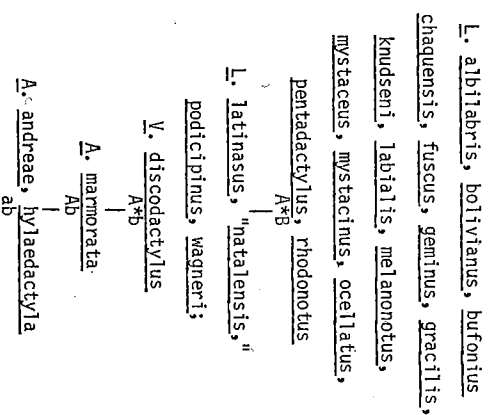 L. albilabris, bolivianus, bufonius
chaquensis, fuscus, geminus, gracilis,
knudseni, labialis, melanonotus,
mystaceus, mystacinus, ocellatus,
pentadactylus, rhodonotus
A*B
L. latinasus, "natalensis,"
podicipinus, wagneri;
V. discodactylus
A*b
A. marmorata
Ab
A. andreae, hylaedactyla
ab